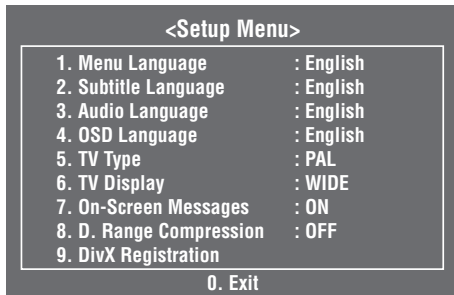 <Setup Menu>
1. Menu Language : English
2. Subtitle Language : English
3. Audio Language : English
4. OSD Language : English
5. TV Type : PAL
6. TV Display : WIDE
7. On-Screen Messages : ON
8. D. Range Compression : OFF
9. DivX Registration
0. Exit